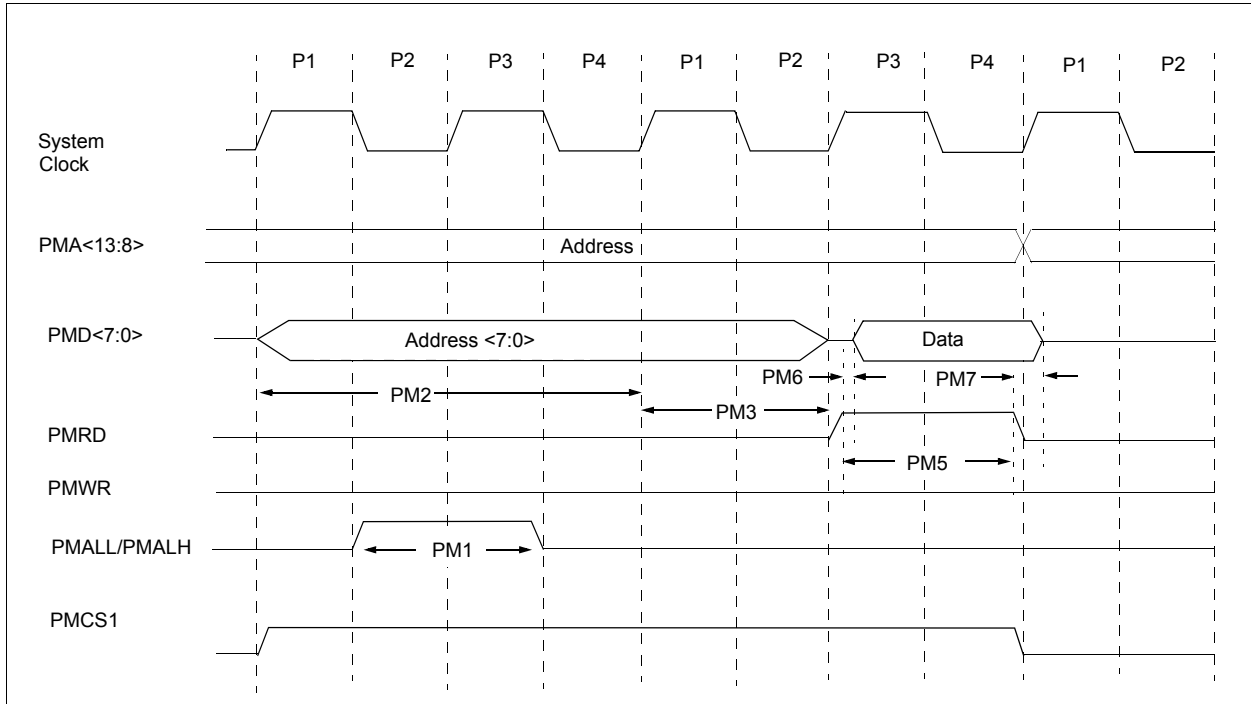 P1 P2 P3 P4 P1 P2 P3 P4 P1 P2
System
Clock
PMA<13:8>
Address
PMD<7:0>
Address <7:0>
Data
PM6
PM7
PM2
PM3
PMRD
PM5
PMWR
PMALL/PMALH
PM1
PMCS1